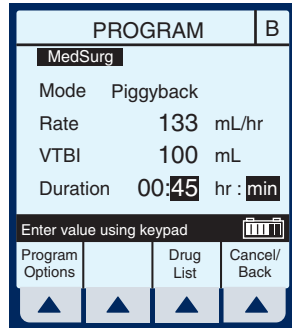 PROGRAM B
MedSurg
Mode Piggyback
Rate 133 mL/hr
VTBI 100 mL
Duration 00:45 hr : min
Enter value using keypad
Program Options Drug List Cancel/ Back